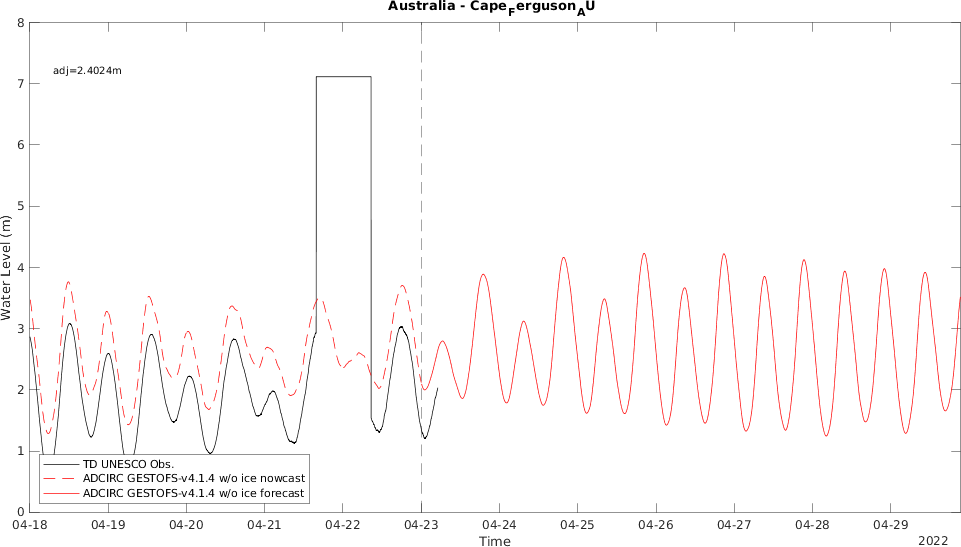 Australia - Cape_Ferguson_AU
8
7
6
5
4
3
2
1
0
adj=2.4024m
Water Level (m)
TD UNESCO Obs.
ADCIRC GESTOFS-v4.1.4 w/o ice nowcast
ADCIRC GESTOFS-v4.1.4 w/o ice forecast
04-18 04-19 04-20 04-21 04-22 04-23 04-24 04-25 04-26 04-27 04-28 04-29
Time
2022